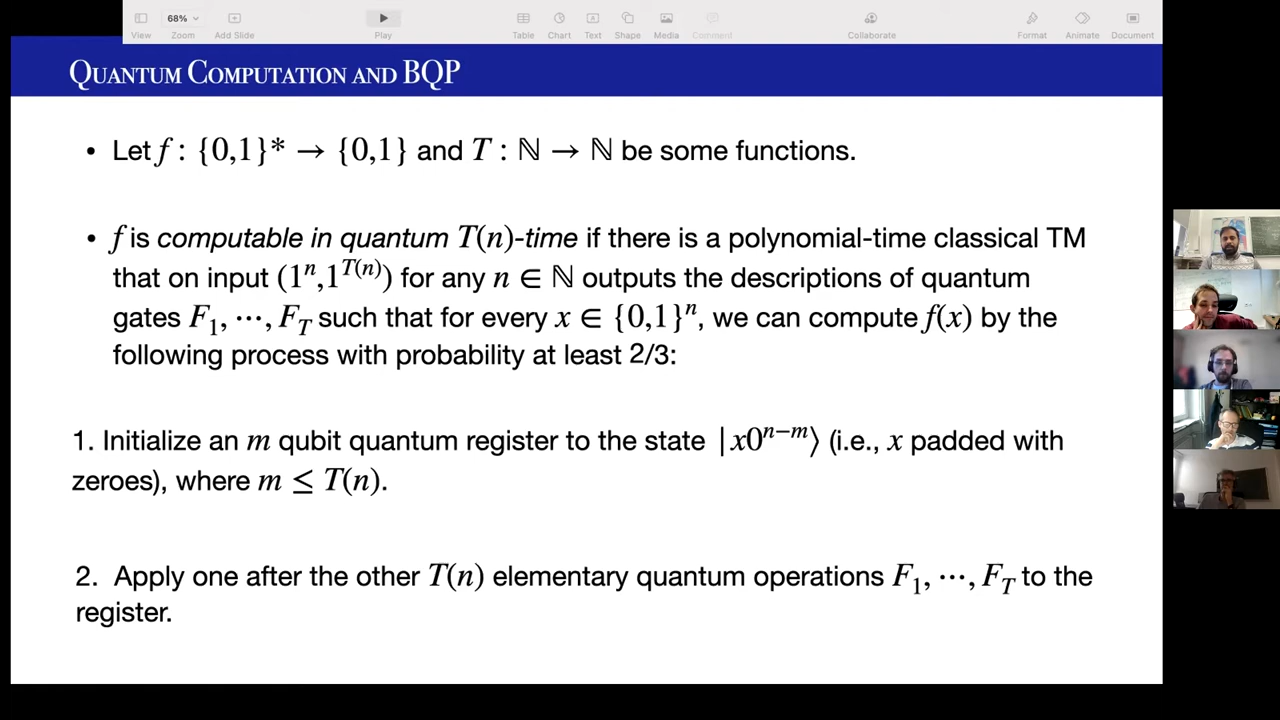 68%
View Zoom Add Slide Play Table Chart Text Shape Media Comment Collaborate Format Animate Document
QUANTUM COMPUTATION AND BQP
• Let f : {0,1}* → {0,1} and T : ℕ → ℕ be some functions.
• f is computable in quantum T(n)-time if there is a polynomial-time classical TM
that on input (1ⁿ,1^{T(n)}) for any n ∈ ℕ outputs the descriptions of quantum
gates F₁, ⋯, F_T such that for every x ∈ {0,1}ⁿ, we can compute f(x) by the
following process with probability at least 2/3:
1. Initialize an m qubit quantum register to the state |x0^{n−m}⟩ (i.e., x padded with
zeroes), where m ≤ T(n).
2. Apply one after the other T(n) elementary quantum operations F₁, ⋯, F_T to the
register.